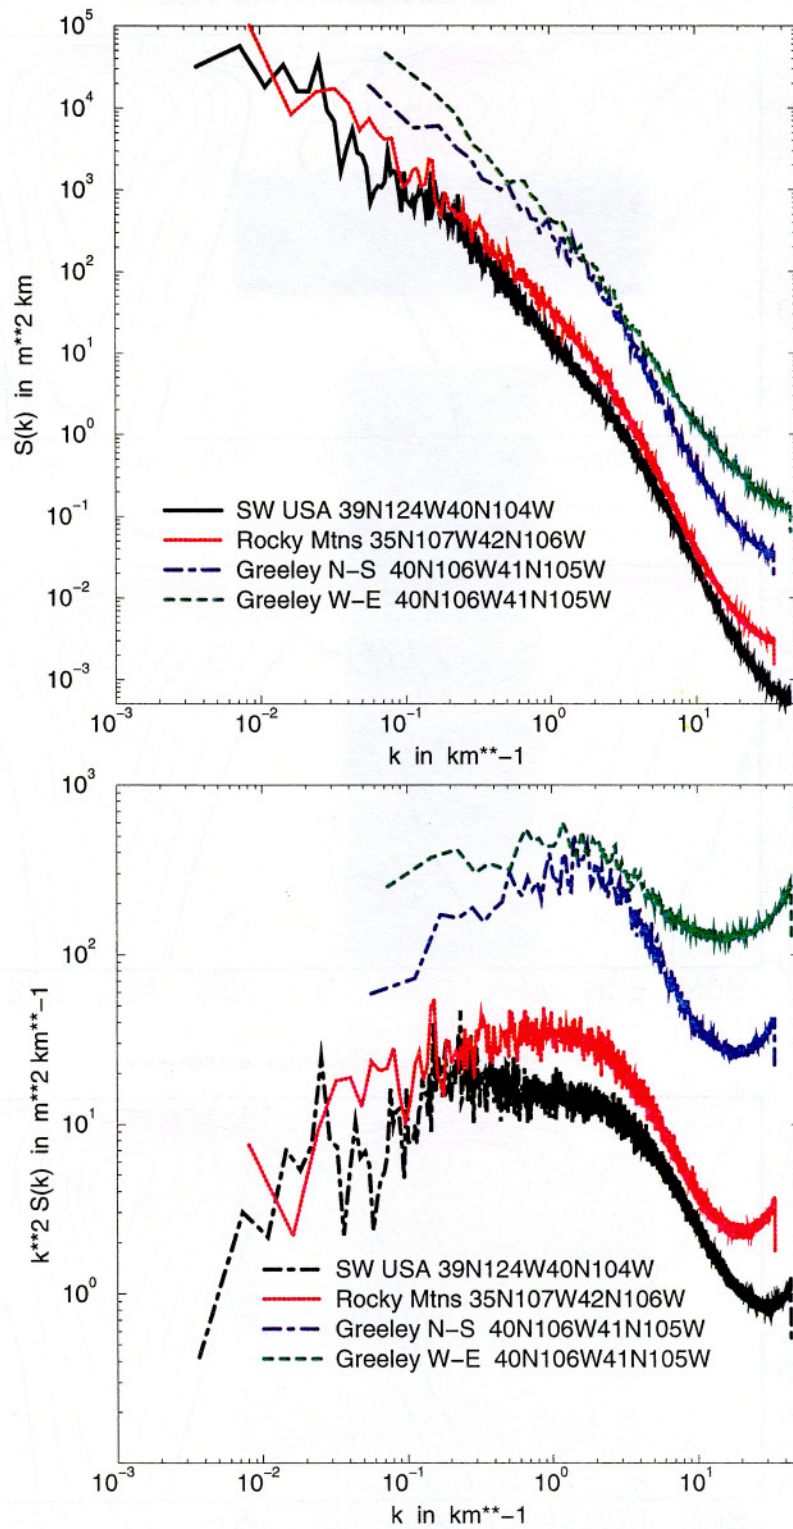 10^5
10^4
10^3
10^2
10^1
10^0
10^−1
10^−2
10^−3
S(k) in m**2 km
SW USA 39N124W40N104W
Rocky Mtns 35N107W42N106W
Greeley N−S 40N106W41N105W
Greeley W−E 40N106W41N105W
10^−3 10^−2 10^−1 10^0 10^1
k in km**−1
10^3
10^2
10^1
10^0
k**2 S(k) in m**2 km**−1
SW USA 39N124W40N104W
Rocky Mtns 35N107W42N106W
Greeley N−S 40N106W41N105W
Greeley W−E 40N106W41N105W
10^−3 10^−2 10^−1 10^0 10^1
k in km**−1